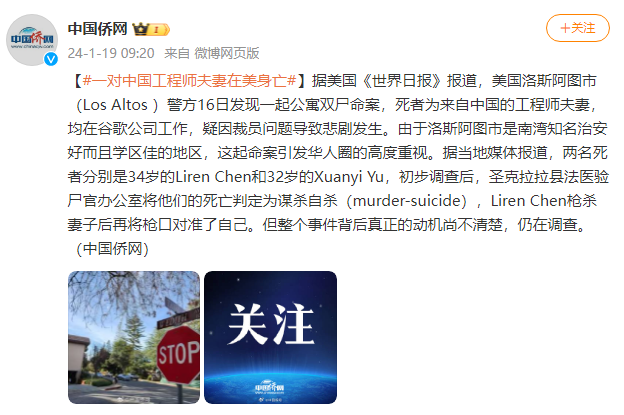 中国侨网
www.chinaqw.com
中国侨网
1
＋关注
24-1-19 09:20 来自 微博网页版
【#一对中国工程师夫妻在美身亡#】据美国《世界日报》报道，美国洛斯阿图市
（Los Altos ）警方16日发现一起公寓双尸命案，死者为来自中国的工程师夫妻，
均在谷歌公司工作，疑因裁员问题导致悲剧发生。由于洛斯阿图市是南湾知名治安
好而且学区佳的地区，这起命案引发华人圈的高度重视。据当地媒体报道，两名死
者分别是34岁的Liren Chen和32岁的Xuanyi Yu，初步调查后，圣克拉拉县法医验
尸官办公室将他们的死亡判定为谋杀自杀（murder-suicide），Liren Chen枪杀
妻子后再将枪口对准了自己。但整个事件背后真正的动机尚不清楚，仍在调查。
（中国侨网）
STOP
关注
中国侨网